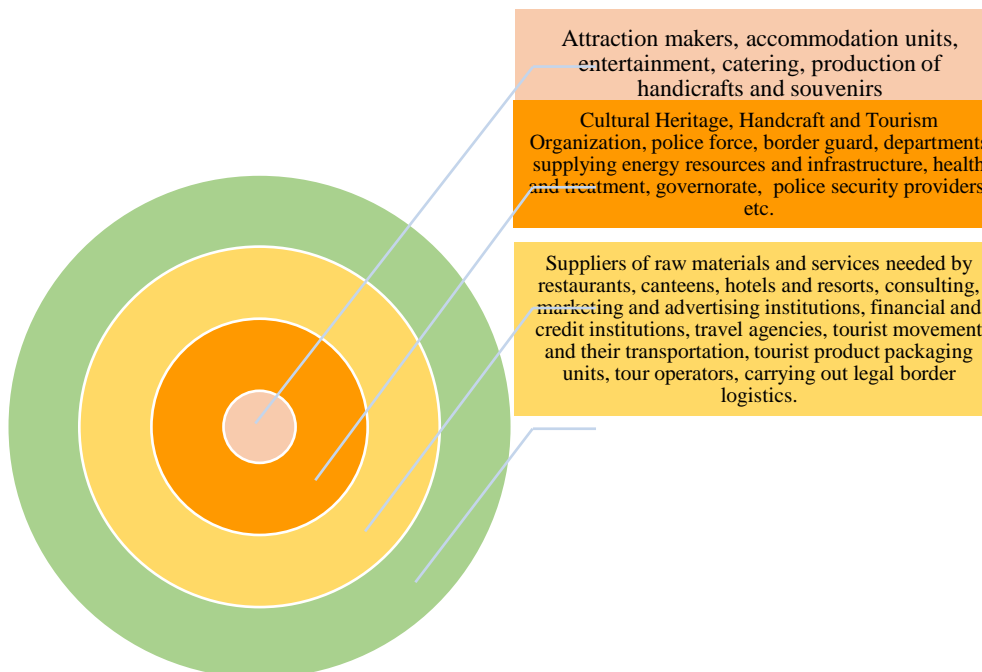 Attraction makers, accommodation units,
entertainment, catering, production of
handicrafts and souvenirs
Cultural Heritage, Handcraft and Tourism
Organization, police force, border guard, departments
supplying energy resources and infrastructure, health
and treatment, governorate, police security providers
etc.
Suppliers of raw materials and services needed by
restaurants, canteens, hotels and resorts, consulting,
marketing and advertising institutions, financial and
credit institutions, travel agencies, tourist movement
and their transportation, tourist product packaging
units, tour operators, carrying out legal border
logistics.